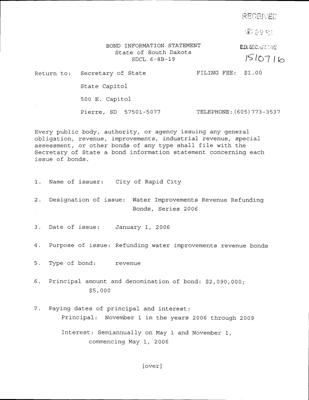 RECEIVED
BOND INFORMATION STATEMENT
State of South Dakota
SDCL 6-8B-19
1510716
Return to: Secretary of State FILING FEE: $1.00
State Capitol
500 E. Capitol
Pierre, SD 57501-5077 TELEPHONE:(605)773-3537
Every public body, authority, or agency issuing any general
obligation, revenue, improvements, industrial revenue, special
assessment, or other bonds of any type shall file with the
Secretary of State a bond information statement concerning each
issue of bonds.
1. Name of issuer: City of Rapid City
2. Designation of issue: Water Improvements Revenue Refunding
Bonds, Series 2006
3. Date of issue: January 1, 2006
4. Purpose of issue: Refunding water improvements revenue bonds
5. Type of bond: revenue
6. Principal amount and denomination of bond: $2,090,000;
$5,000
7. Paying dates of principal and interest:
Principal: November 1 in the years 2006 through 2009
Interest: Semiannually on May 1 and November 1,
commencing May 1, 2006
[over]